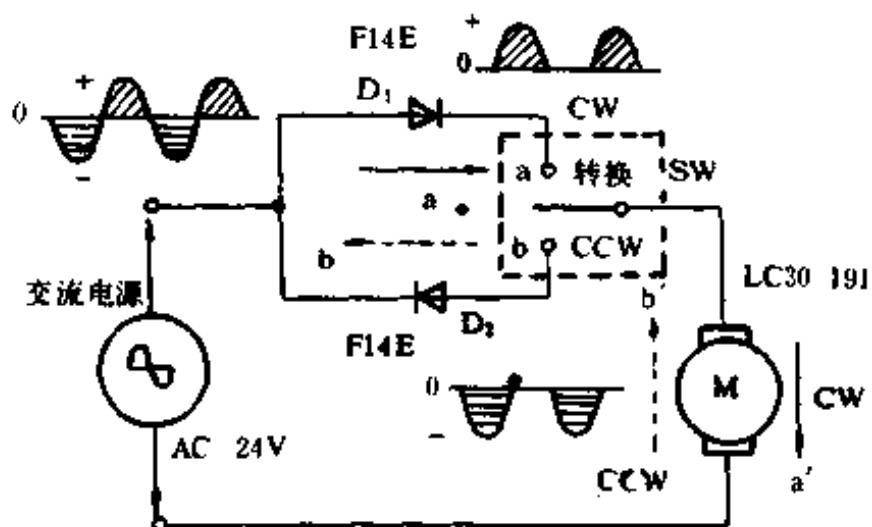 F14E
+
0
D₁
CW
+
0
-
a
转换
SW
a
b
b
CCW
交流电源
D₂
F14E
b'
LC30 191
0
-
M
CW
AC 24V
CCW
a'